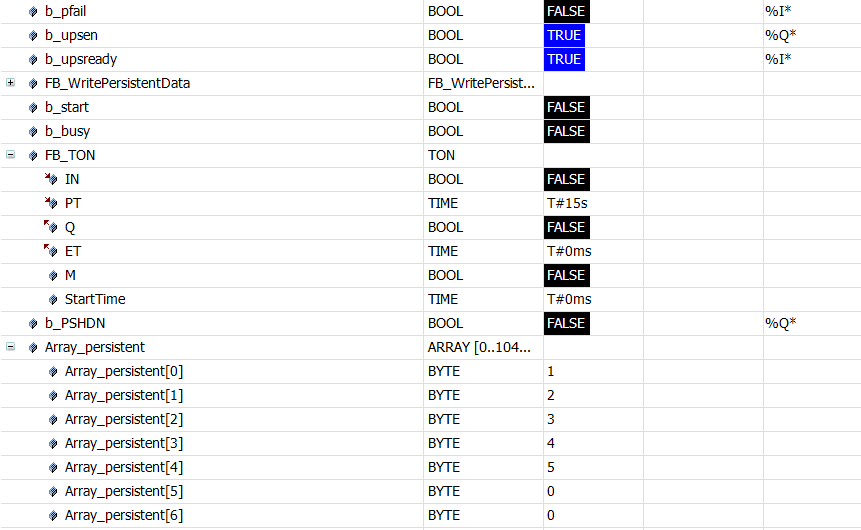 b_pfail BOOL FALSE %I*
b_upsen BOOL TRUE %Q*
b_upsready BOOL TRUE %I*
FB_WritePersistentData FB_WritePersist...
b_start BOOL FALSE
b_busy BOOL FALSE
FB_TON TON
IN BOOL FALSE
PT TIME T#15s
Q BOOL FALSE
ET TIME T#0ms
M BOOL FALSE
StartTime TIME T#0ms
b_PSHDN BOOL FALSE %Q*
Array_persistent ARRAY [0..104...
Array_persistent[0] BYTE 1
Array_persistent[1] BYTE 2
Array_persistent[2] BYTE 3
Array_persistent[3] BYTE 4
Array_persistent[4] BYTE 5
Array_persistent[5] BYTE 0
Array_persistent[6] BYTE 0